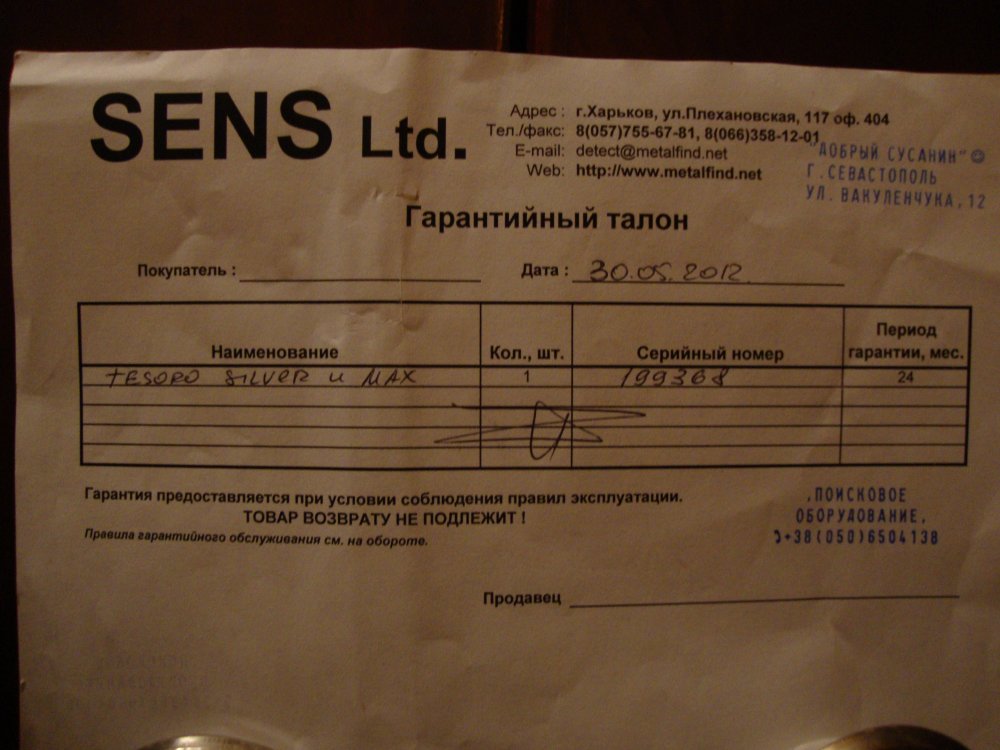 SENS Ltd.
Адрес : г.Харьков, ул.Плехановская, 117 оф. 404
Тел./факс: 8(057)755-67-81, 8(066)358-12-01
E-mail: detect@metalfind.net
Web: http://www.metalfind.net
"ДОБРЫЙ СУСАНИН"☺
Г.СЕВАСТОПОЛЬ
УЛ. ВАКУЛЕНЧУКА,12
Гарантийный талон
Покупатель : Дата : 30.05.2012
Наименование Кол., шт. Серийный номер Период гарантии, мес.
TESORO SILVER и MAX 1 199368 24
Гарантия предоставляется при условии соблюдения правил эксплуатации.
ТОВАР ВОЗВРАТУ НЕ ПОДЛЕЖИТ !
Правила гарантийного обслуживания см. на обороте.
,ПОИСКОВОЕ
ОБОРУДОВАНИЕ,
+38(050)6504138
Продавец